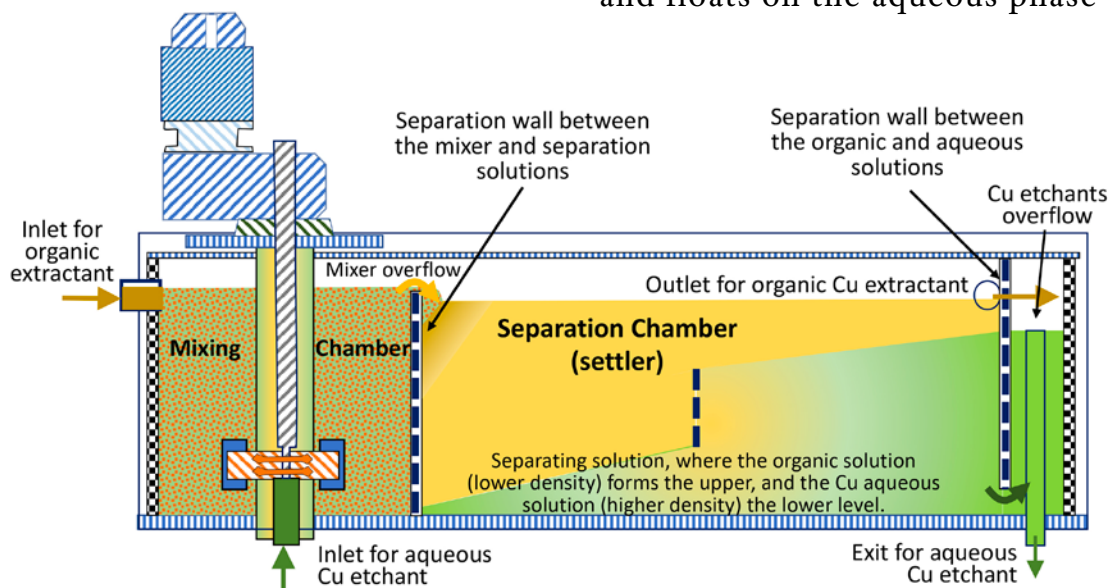 and floats on the aqueous phase
Separation wall between
the mixer and separation
solutions
Separation wall between
the organic and aqueous
solutions
Cu etchants
overflow
Inlet for
organic
extractant
Mixer overflow
Outlet for organic Cu extractant
Mixing
Chamber
Separation Chamber
(settler)
Separating solution, where the organic solution
(lower density) forms the upper, and the Cu aqueous
solution (higher density) the lower level.
Inlet for aqueous
Cu etchant
Exit for aqueous
Cu etchant